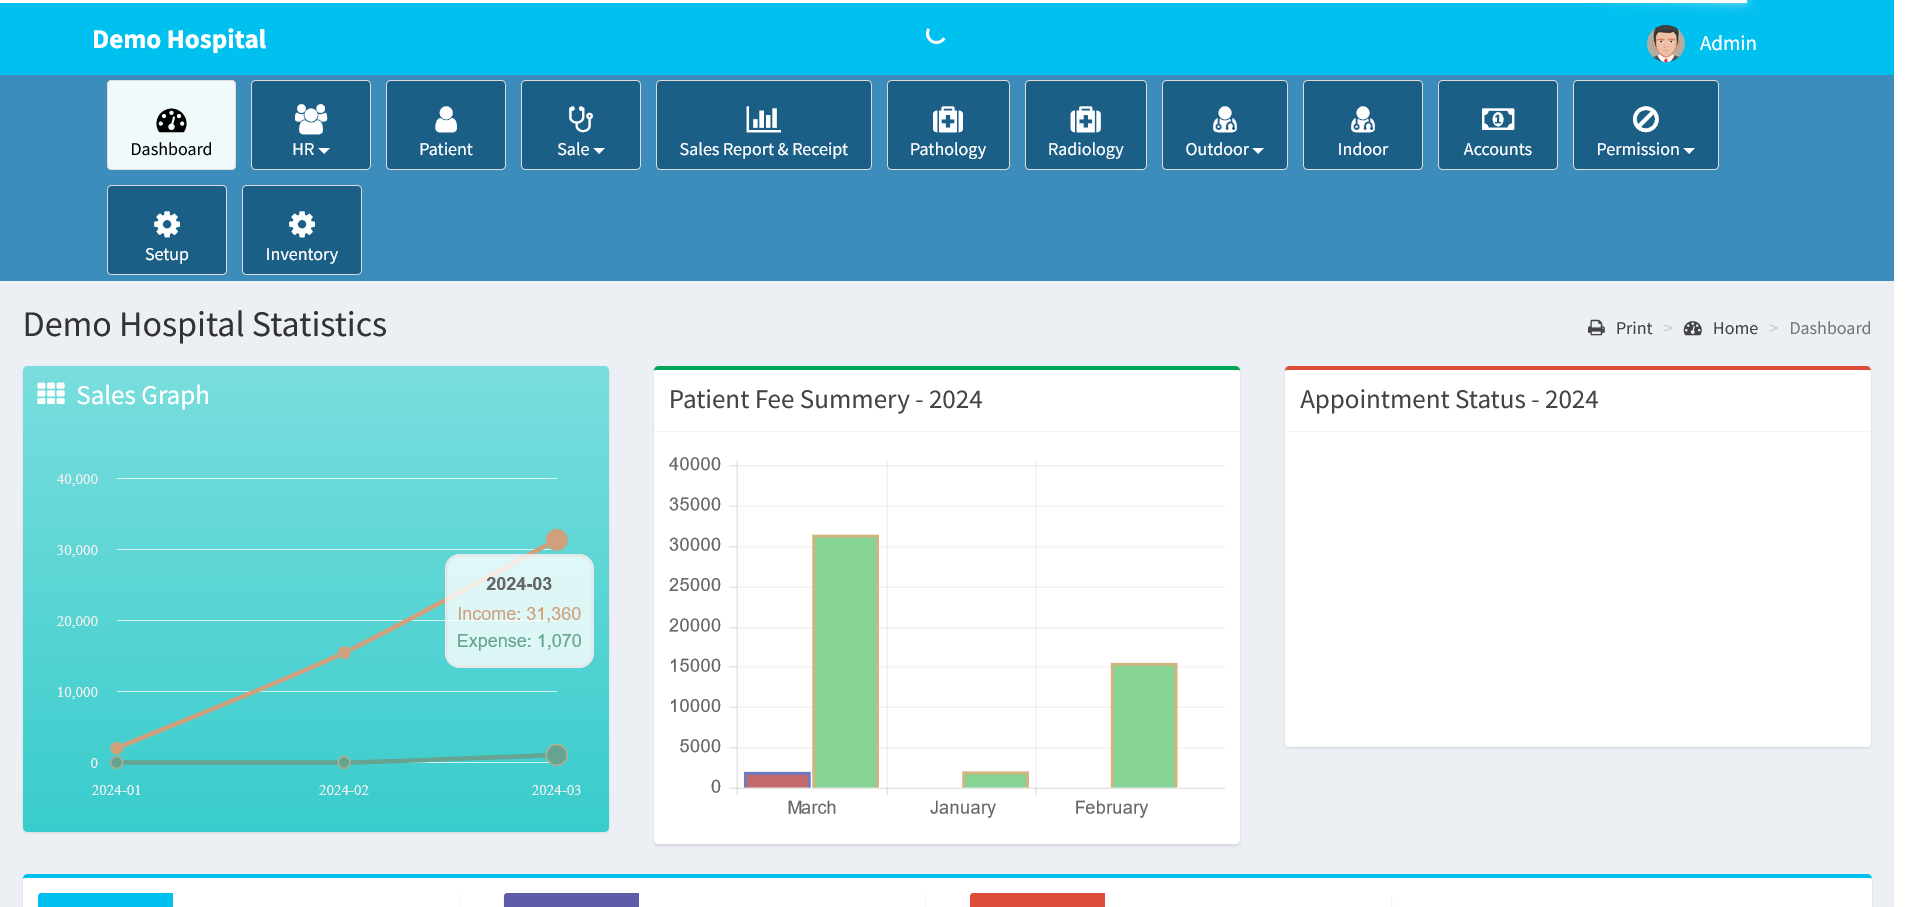 Demo Hospital
Admin
Dashboard
HR
Patient
Sale
Sales Report & Receipt
Pathology
Radiology
Outdoor
Indoor
Accounts
Permission
Setup
Inventory
Demo Hospital Statistics
Print > Home > Dashboard
Sales Graph
40,000
30,000
20,000
10,000
0
2024-01
2024-02
2024-03
2024-03
Income: 31,360
Expense: 1,070
Patient Fee Summery - 2024
40000
35000
30000
25000
20000
15000
10000
5000
0
March
January
February
Appointment Status - 2024